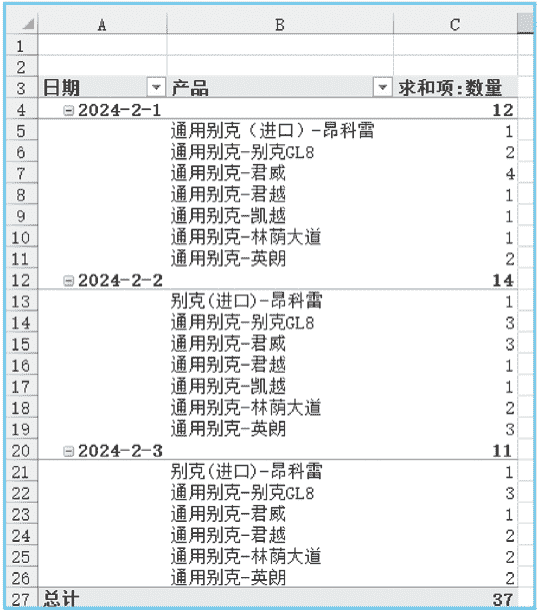 A B C
1
2
3 日期 产品 求和项:数量
4 2024-2-1 12
5 通用别克（进口）-昂科雷 1
6 通用别克-别克GL8 2
7 通用别克-君威 4
8 通用别克-君越 1
9 通用别克-凯越 1
10 通用别克-林荫大道 1
11 通用别克-英朗 2
12 2024-2-2 14
13 别克(进口)-昂科雷 1
14 通用别克-别克GL8 3
15 通用别克-君威 3
16 通用别克-君越 1
17 通用别克-凯越 1
18 通用别克-林荫大道 2
19 通用别克-英朗 3
20 2024-2-3 11
21 别克(进口)-昂科雷 1
22 通用别克-别克GL8 3
23 通用别克-君威 1
24 通用别克-君越 2
25 通用别克-林荫大道 2
26 通用别克-英朗 2
27 总计 37